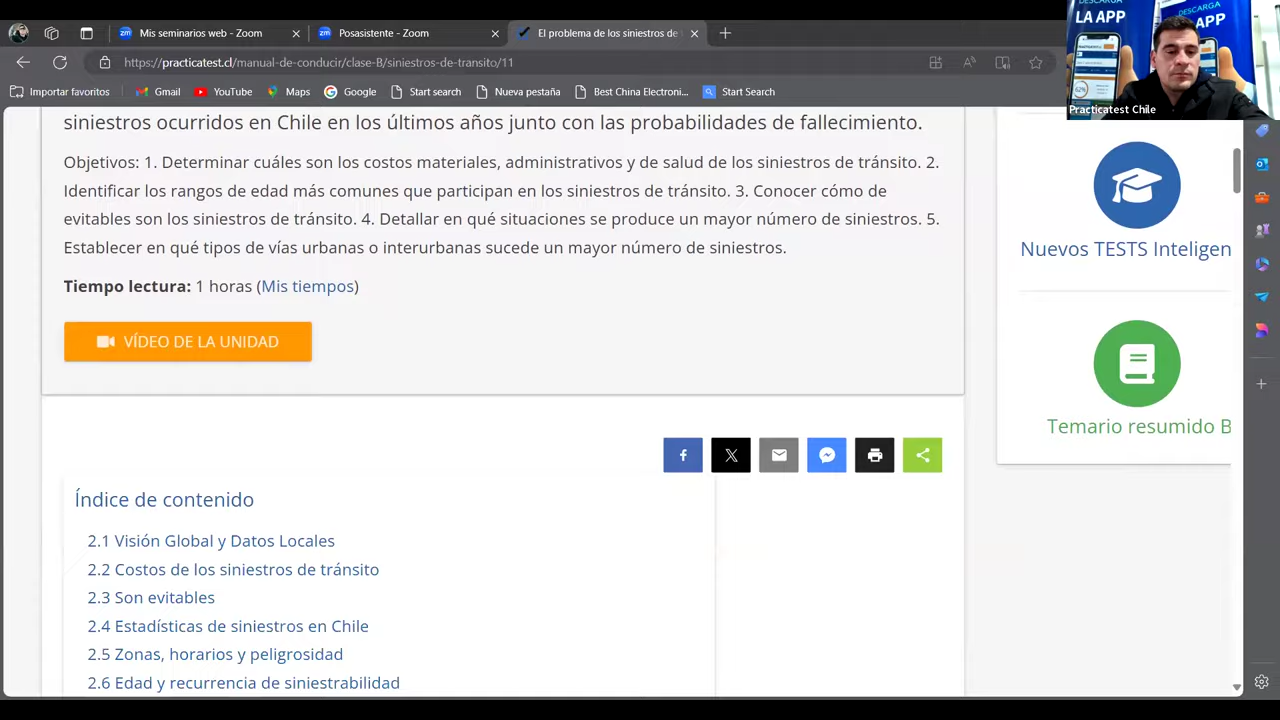 DESCARGA
LA APP
DESCARGA
APP
Practicatest Chile
Mis seminarios web - Zoom
Posasistente - Zoom
El problema de los siniestros de
https://practicatest.cl/manual-de-conducir/clase-B/siniestros-de-transito/11
Importar favoritos
Gmail
YouTube
Maps
Google
Start search
Nueva pestaña
Best China Electroni...
Start Search
siniestros ocurridos en Chile en los últimos años junto con las probabilidades de fallecimiento.
Objetivos: 1. Determinar cuáles son los costos materiales, administrativos y de salud de los siniestros de tránsito. 2.
Identificar los rangos de edad más comunes que participan en los siniestros de tránsito. 3. Conocer cómo de
evitables son los siniestros de tránsito. 4. Detallar en qué situaciones se produce un mayor número de siniestros. 5.
Establecer en qué tipos de vías urbanas o interurbanas sucede un mayor número de siniestros.
Tiempo lectura: 1 horas (Mis tiempos)
VÍDEO DE LA UNIDAD
Nuevos TESTS Inteligen
Temario resumido B
Índice de contenido
2.1 Visión Global y Datos Locales
2.2 Costos de los siniestros de tránsito
2.3 Son evitables
2.4 Estadísticas de siniestros en Chile
2.5 Zonas, horarios y peligrosidad
2.6 Edad y recurrencia de siniestrabilidad